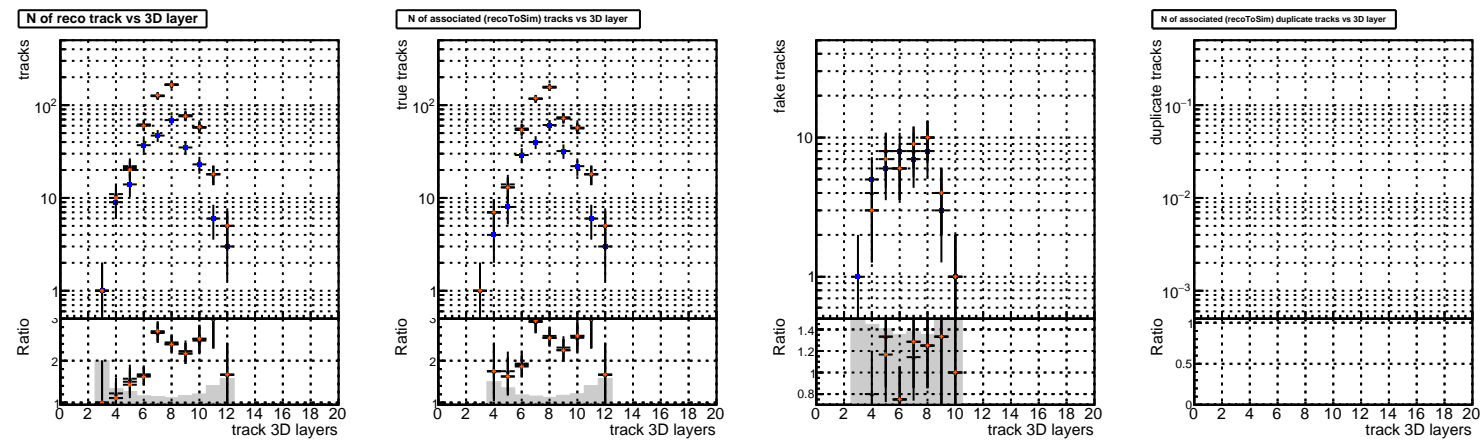 N of reco track vs 3D layer
tracks
10²
10
1
Ratio
3
2
1
0 2 4 6 8 10 12 14 16 18 20
track 3D layers
N of associated (recoToSim) tracks vs 3D layer
true tracks
10²
10
1
Ratio
3
2
1
0 2 4 6 8 10 12 14 16 18 20
track 3D layers
fake tracks
10
1
Ratio
1.4
1.2
1
0.8
0 2 4 6 8 10 12 14 16 18 20
track 3D layers
N of associated (recoToSim) duplicate tracks vs 3D layer
duplicate tracks
10⁻¹
10⁻²
10⁻³
Ratio
1
0.5
0
0 2 4 6 8 10 12 14 16 18 20
track 3D layers